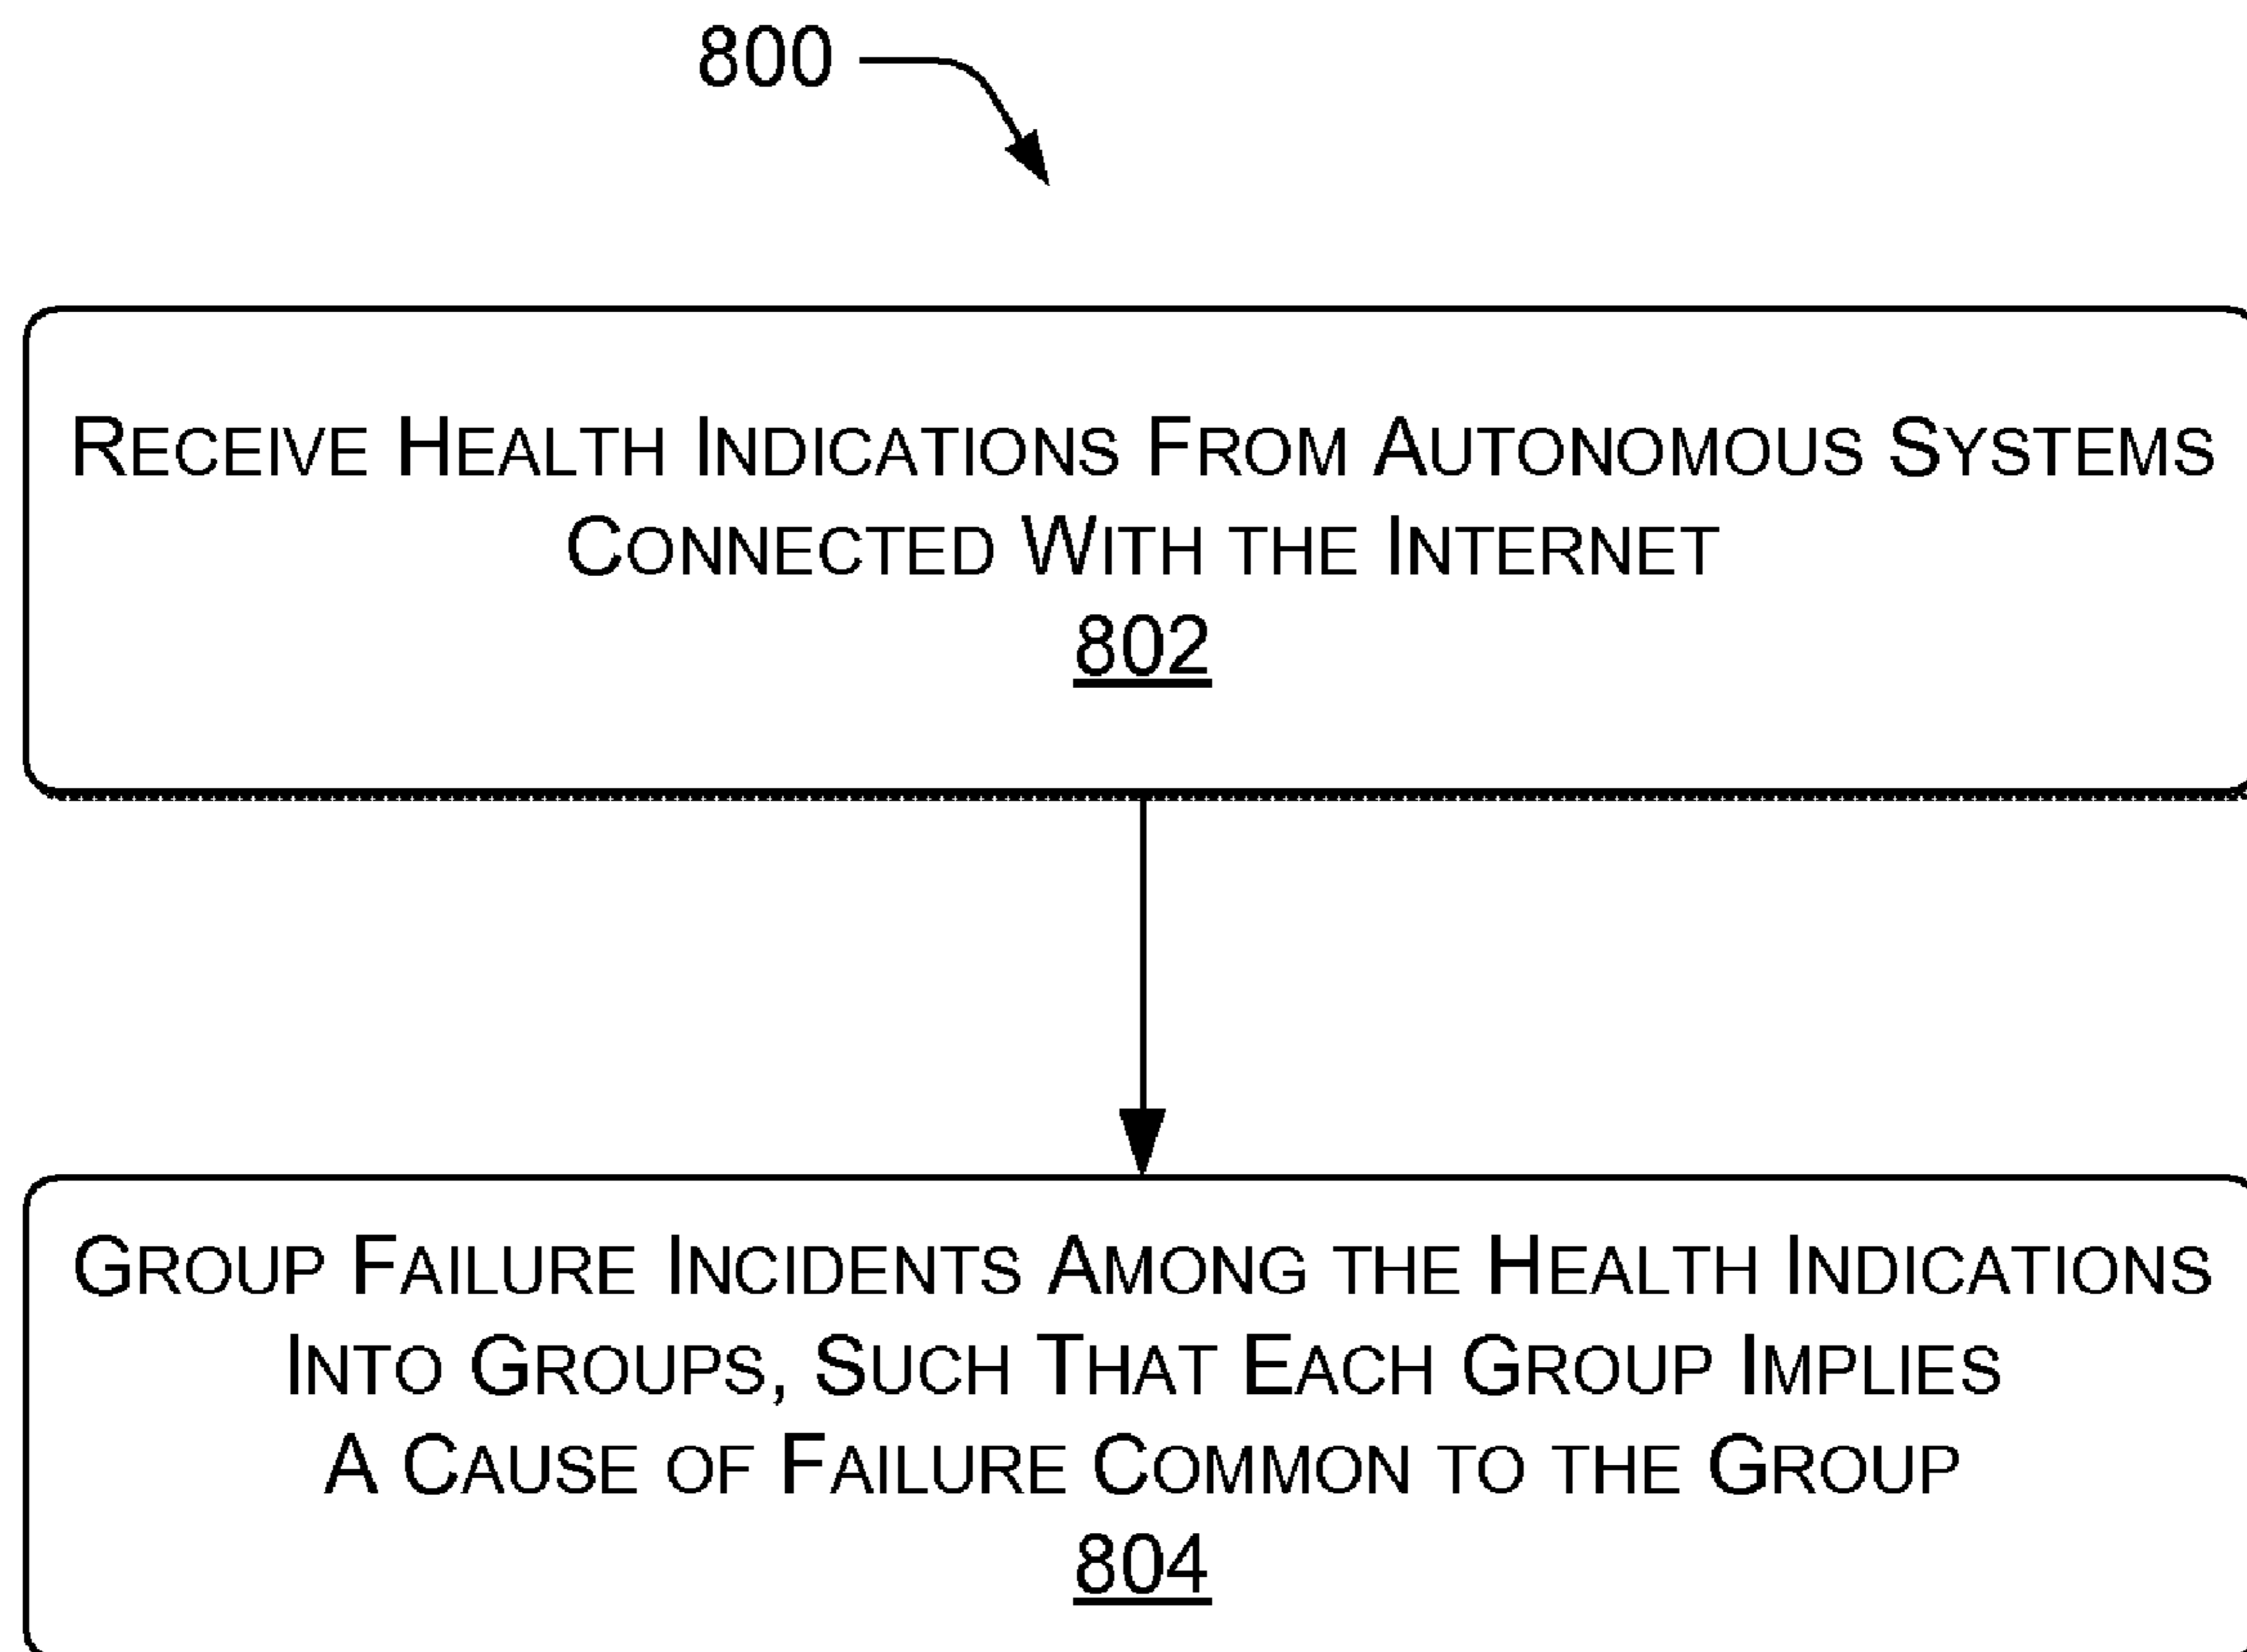 800
Receive Health Indications From Autonomous Systems
Connected With the Internet
802
Group Failure Incidents Among the Health Indications
Into Groups, Such That Each Group Implies
A Cause of Failure Common to the Group
804